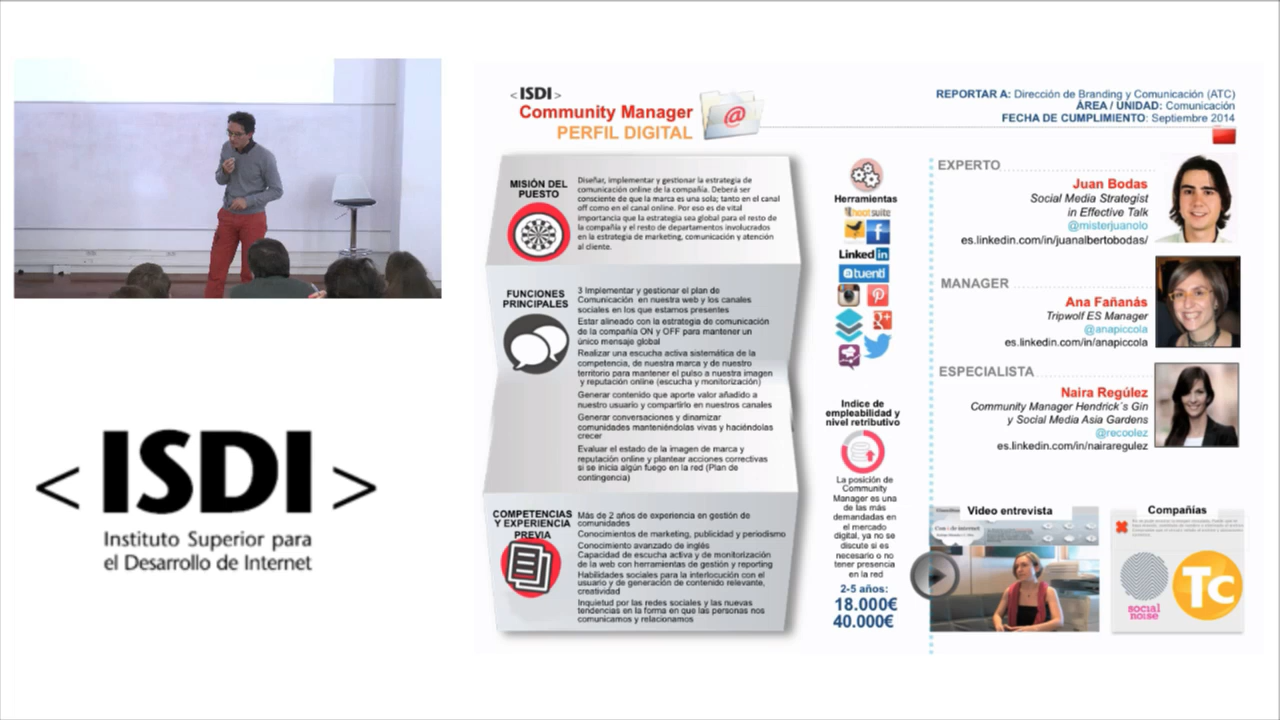 < ISDI >
Instituto Superior para
el Desarrollo de Internet
< ISDI >
Community Manager
PERFIL DIGITAL
@
REPORTAR A: Dirección de Branding y Comunicación (ATC)
ÁREA / UNIDAD: Comunicación
FECHA DE CUMPLIMIENTO: Septiembre 2014
MISIÓN DEL
PUESTO
Diseñar, implementar y gestionar la estrategia de
comunicación online de la compañía. Deberá ser
consciente de que la marca es una sola; tanto en el canal
off como en el canal online. Por eso es de vital
importancia que la estrategia sea global para el resto de
la compañía y el resto de departamentos involucrados
en la estrategia de marketing, comunicación y atención
al cliente.
FUNCIONES
PRINCIPALES
3 Implementar y gestionar el plan de
Comunicación en nuestra web y los canales
sociales en los que estamos presentes
Estar alineado con la estrategia de comunicación
de la compañía ON y OFF para mantener un
único mensaje global
Realizar una escucha activa sistemática de la
competencia, de nuestra marca y de nuestro
territorio para mantener el pulso a nuestra imagen
y reputación online (escucha y monitorización)
Generar contenido que aporte valor añadido a
nuestro usuario y compartirlo en nuestros canales
Generar conversaciones y dinamizar
comunidades manteniéndolas vivas y haciéndolas
crecer
Evaluar el estado de la imagen de marca y
reputación online y plantear acciones correctivas
si se inicia algún fuego en la red (Plan de
contingencia)
COMPETENCIAS
Y EXPERIENCIA
PREVIA
Más de 2 años de experiencia en gestión de
comunidades
Conocimientos de marketing, publicidad y periodismo
Conocimiento avanzado de inglés
Capacidad de escucha activa y de monitorización
de la web con herramientas de gestión y reporting
Habilidades sociales para la interlocución con el
usuario y de generación de contenido relevante,
creatividad
Inquietud por las redes sociales y las nuevas
tendencias en la forma en que las personas nos
comunicamos y relacionamos
Herramientas
hootsuite
f
Linked in
tuenti
g+
Indice de
empleabilidad y
nivel retributivo
La posición de
Community
Manager es una
de las más
demandadas en
el mercado
digital, ya no se
discute si es
necesario o no
tener presencia
en la red
2-5 años:
18.000€
40.000€
EXPERTO
Juan Bodas
Social Media Strategist
in Effective Talk
@misterjuanolo
es.linkedin.com/in/juanalbertobodas/
MANAGER
Ana Fañanás
Tripwolf ES Manager
@anapiccola
es.linkedin.com/in/anapiccola
ESPECIALISTA
Naira Regúlez
Community Manager Hendrick´s Gin
y Social Media Asia Gardens
@recoolez
es.linkedin.com/in/nairaregulez
Video entrevista
Compañías
social
noise
Tc